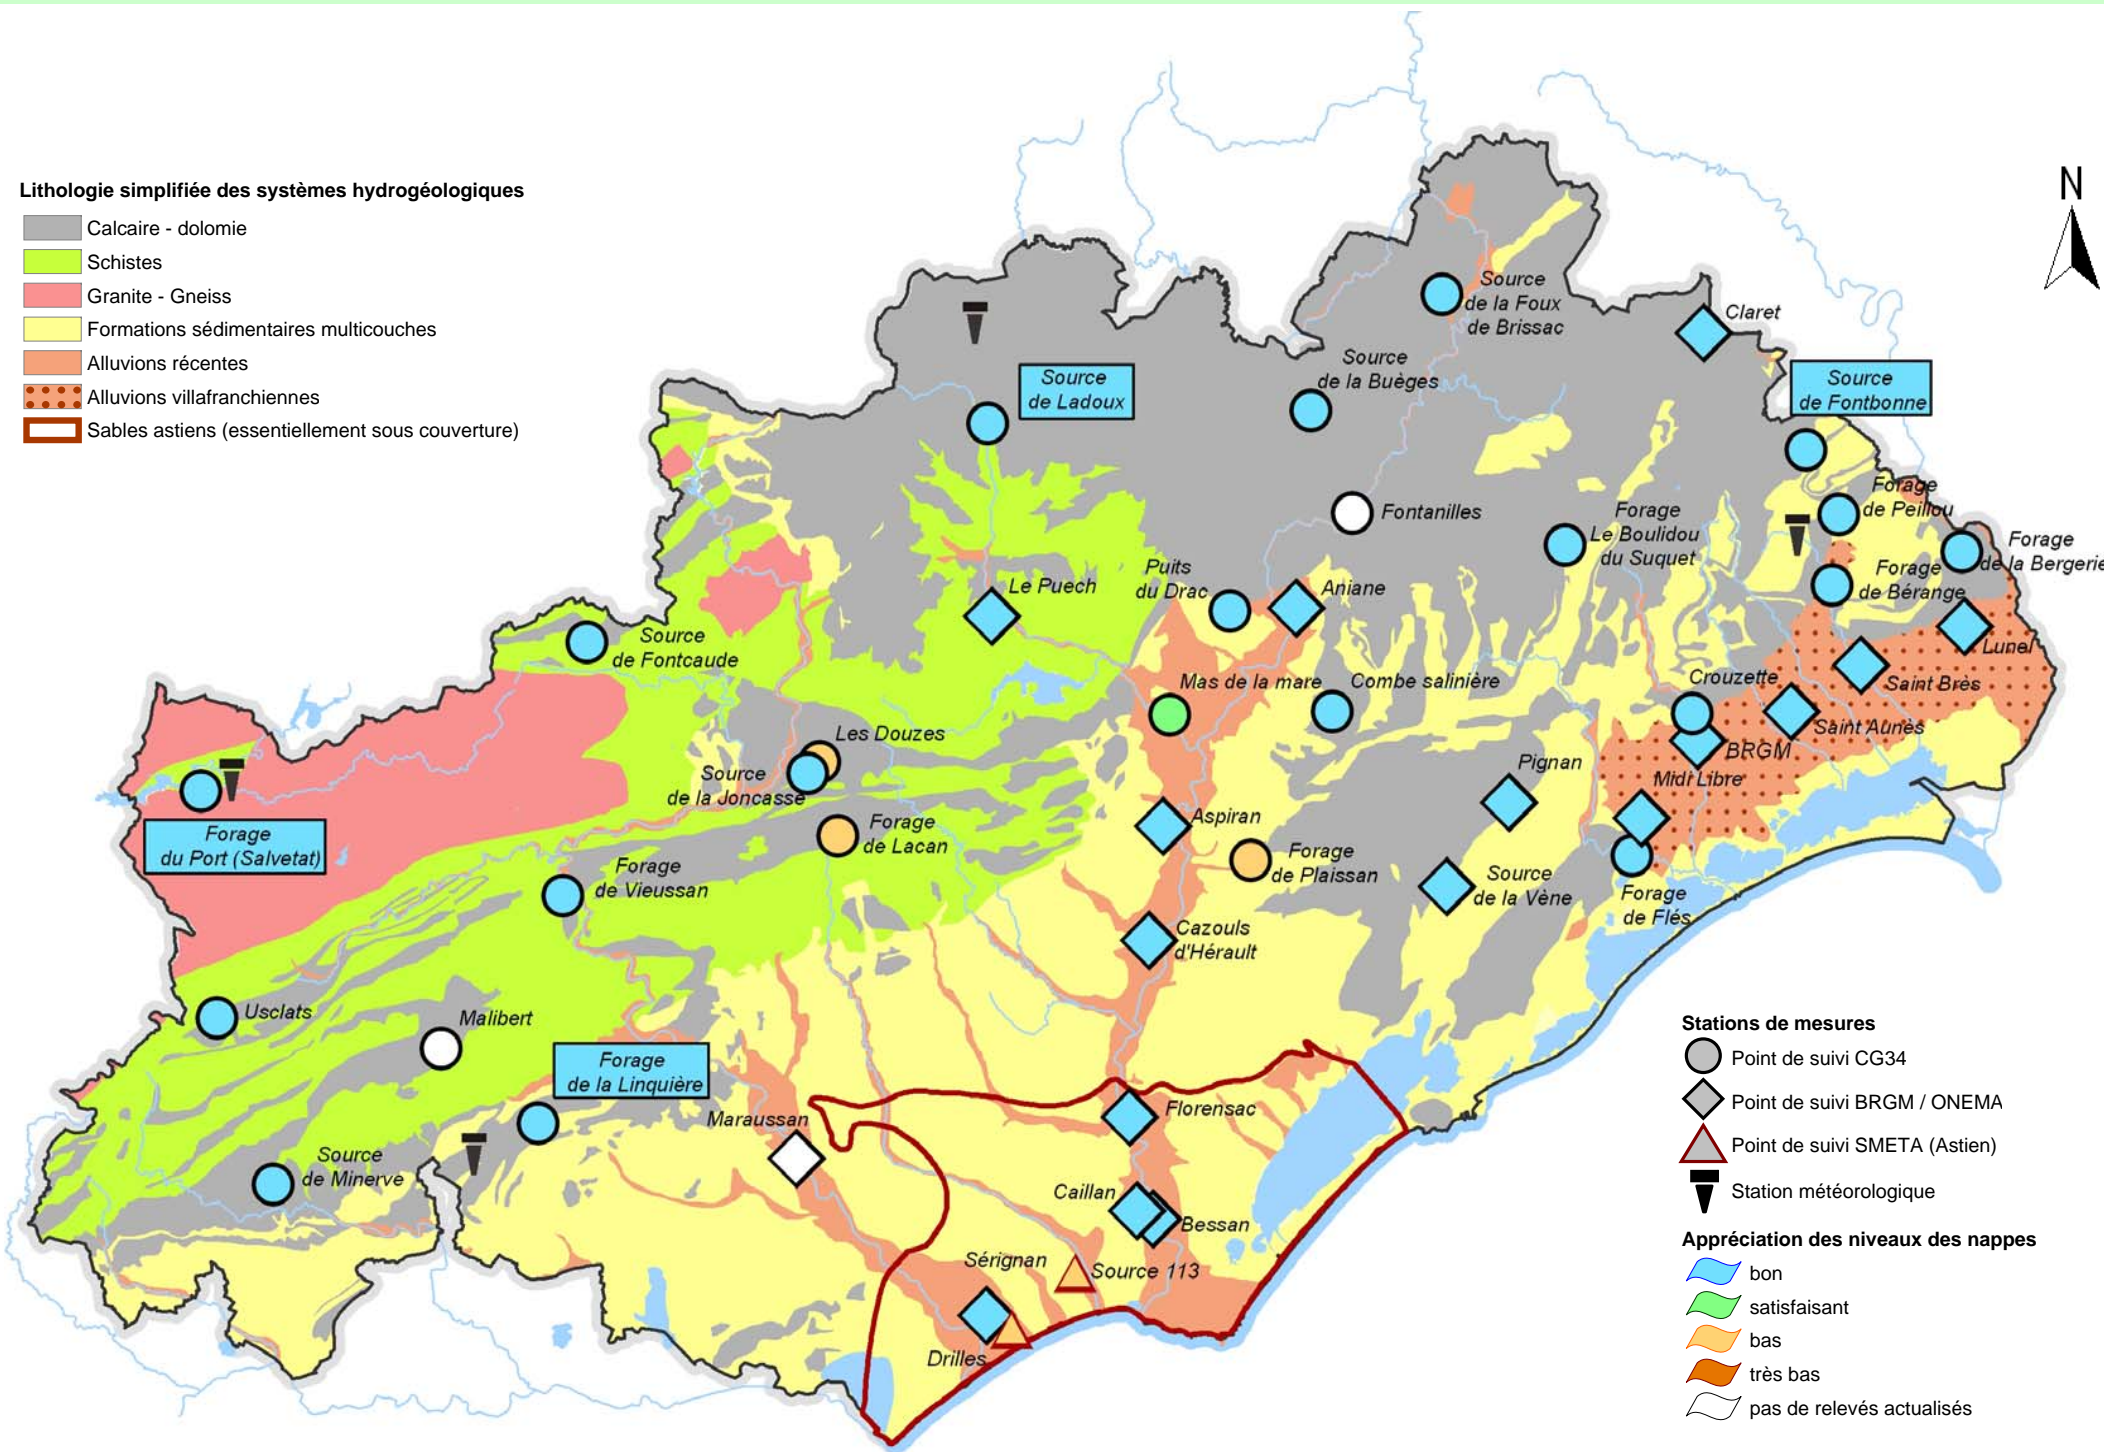 Lithologie simplifiée des systèmes hydrogéologiques
Calcaire - dolomie
Schistes
Granite - Gneiss
Formations sédimentaires multicouches
Alluvions récentes
Alluvions villafranchiennes
Sables astiens (essentiellement sous couverture)
N
Source
de la Foux
de Brissac
Claret
Source
de la Buèges
Source
de Ladoux
Source
de Fontbonne
Fontanilles
Forage
Le Boulidou
du Suquet
Forage
de Peillou
Forage
de la Bergerie
Forage
de Bérange
Puits
du Drac
Aniane
Le Puech
Source
de Fontcaude
Lunel
Mas de la mare
Combe salinière
Crouzette
Saint Brès
Saint Aunès
BRGM
Midi Libre
Les Douzes
Source
de la Joncasse
Pignan
Forage
du Port (Salvetat)
Forage
de Lacan
Aspiran
Forage
de Plaissan
Source
de la Vène
Forage
de Flés
Forage
de Vieussan
Cazouls
d'Hérault
Usclats
Malibert
Forage
de la Linquière
Maraussan
Florensac
Source
de Minerve
Caillan
Bessan
Sérignan
Source 113
Drilles
Stations de mesures
Point de suivi CG34
Point de suivi BRGM / ONEMA
Point de suivi SMETA (Astien)
Station météorologique
Appréciation des niveaux des nappes
bon
satisfaisant
bas
très bas
pas de relevés actualisés